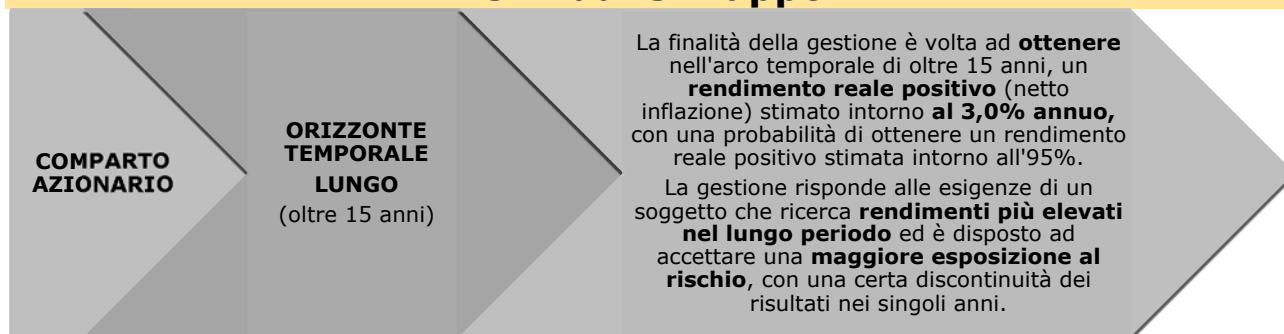 COMPARTO
AZIONARIO
ORIZZONTE
TEMPORALE
LUNGO
(oltre 15 anni)
La finalità della gestione è volta ad ottenere
nell'arco temporale di oltre 15 anni, un
rendimento reale positivo (netto
inflazione) stimato intorno al 3,0% annuo,
con una probabilità di ottenere un rendimento
reale positivo stimata intorno all'95%.
La gestione risponde alle esigenze di un
soggetto che ricerca rendimenti più elevati
nel lungo periodo ed è disposto ad
accettare una maggiore esposizione al
rischio, con una certa discontinuità dei
risultati nei singoli anni.